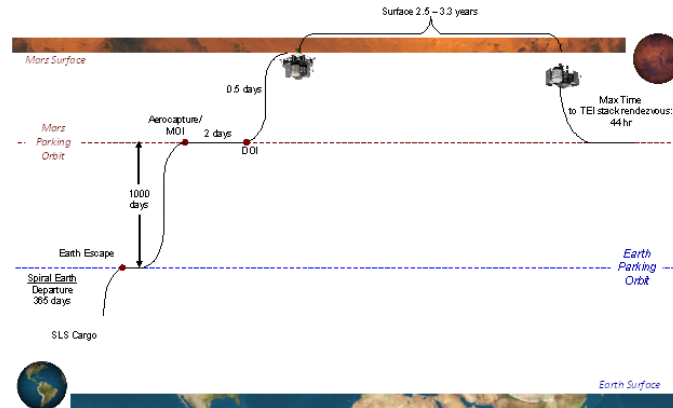 Surface 2.5 – 3.3 years
Mars Surface
0.5 days
Aerocapture/
MOI
2 days
Max Time
to TEI stack rendezvous:
44 hr
Mars
Parking
Orbit
DOI
1000
days
Earth Escape
Earth
Parking
Orbit
Spiral Earth
Departure
365 days
SLS Cargo
Earth Surface